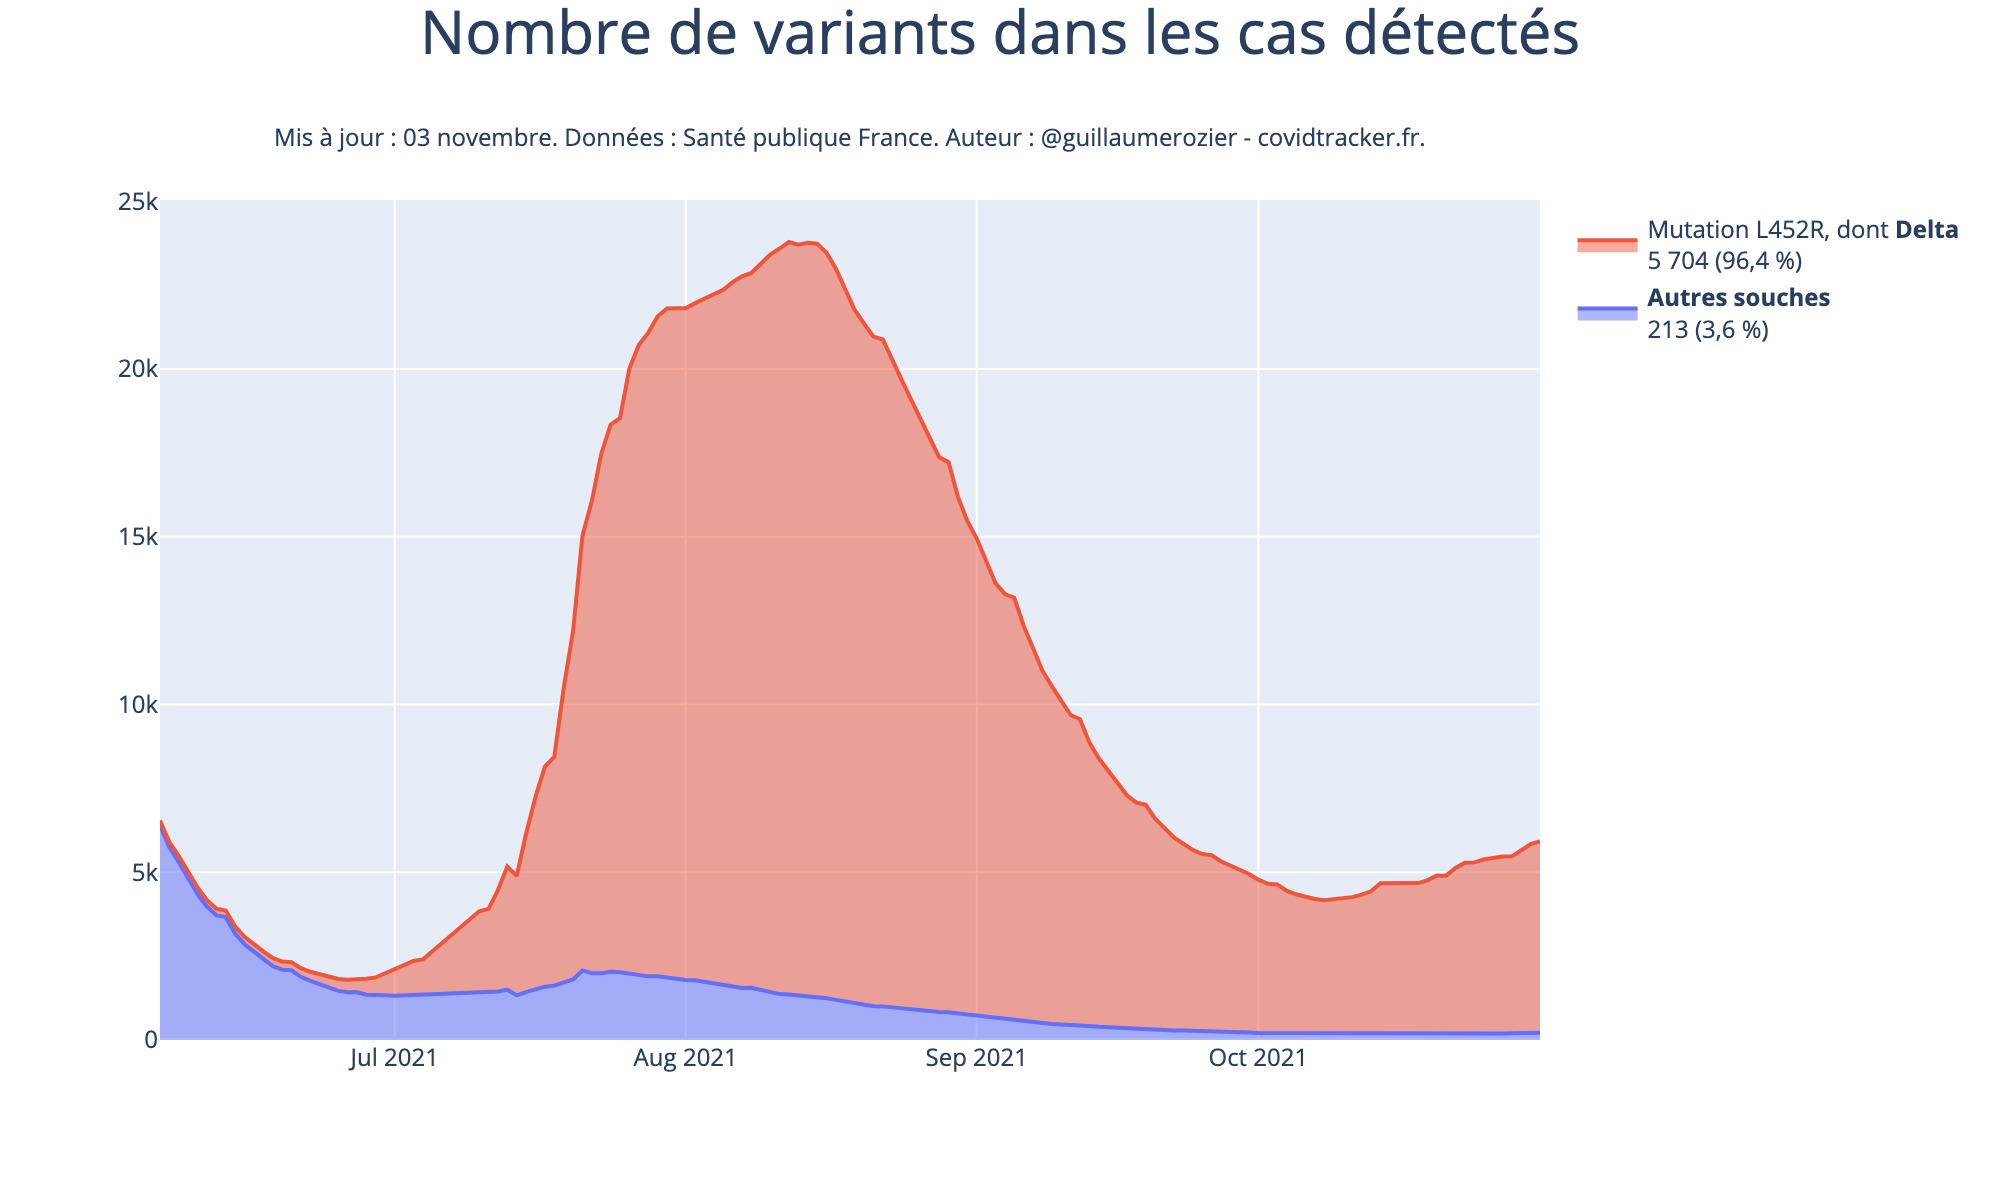 Nombre de variants dans les cas détectés
Mis à jour : 03 novembre. Données : Santé publique France. Auteur : @guillaumerozier - covidtracker.fr.
25k
20k
15k
10k
5k
0
Jul 2021
Aug 2021
Sep 2021
Oct 2021
Mutation L452R, dont Delta
5 704 (96,4 %)
Autres souches
213 (3,6 %)